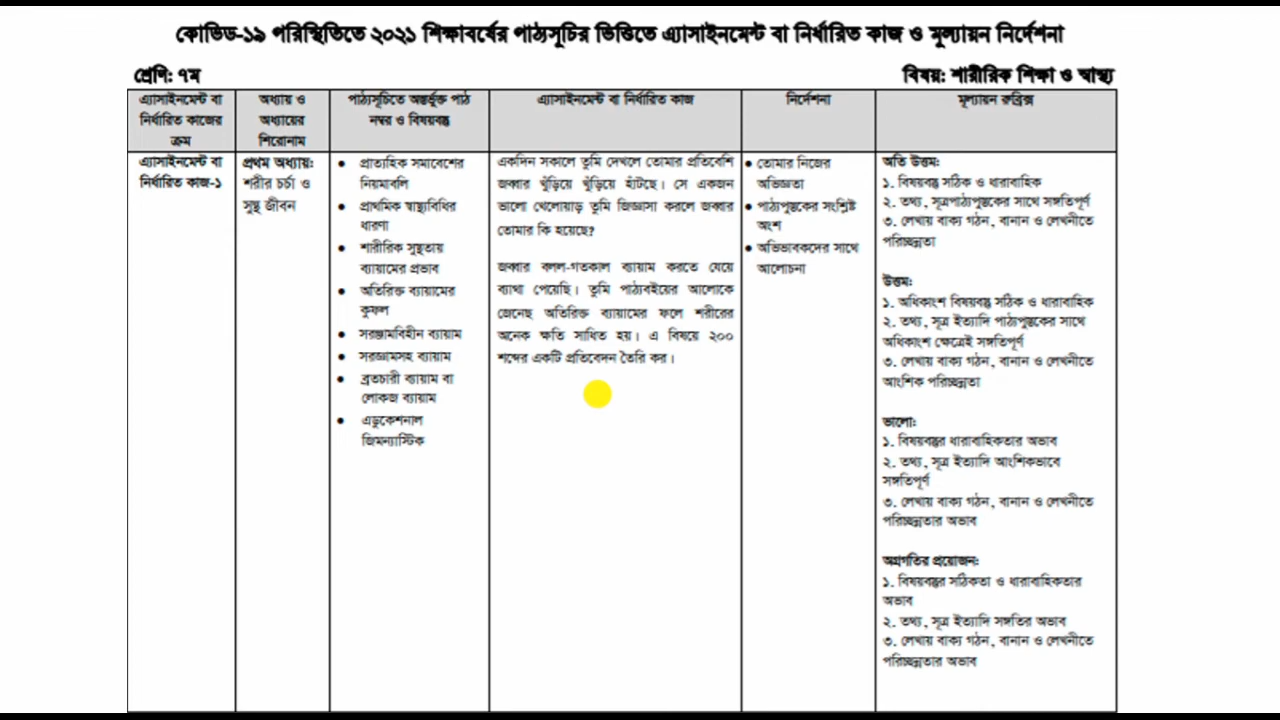 কোভিড-১৯ পরিস্থিতিতে ২০২১ শিক্ষাবর্ষের পাঠ্যসূচির ভিত্তিতে এ্যাসাইনমেন্ট বা নির্ধারিত কাজ ও মূল্যায়ন নির্দেশনা
শ্রেণি: ৭ম
বিষয়: শারীরিক শিক্ষা ও স্বাস্থ্য
এ্যাসাইনমেন্ট বা
নির্ধারিত কাজের
ক্রম
অধ্যায় ও
অধ্যায়ের
শিরোনাম
পাঠ্যসূচিতে অন্তর্ভুক্ত পাঠ
নম্বর ও বিষয়বস্তু
এ্যাসাইনমেন্ট বা নির্ধারিত কাজ
নির্দেশনা
মূল্যায়ন রুব্রিক্স
এ্যাসাইনমেন্ট বা
নির্ধারিত কাজ-১
প্রথম অধ্যায়:
শরীর চর্চা ও
সুস্থ জীবন
● প্রাত্যহিক সমাবেশের
নিয়মাবলি
● প্রাথমিক স্বাস্থ্যবিধির
ধারণা
● শারীরিক সুস্থতায়
ব্যায়ামের প্রভাব
● অতিরিক্ত ব্যায়ামের
কুফল
● সরঞ্জামবিহীন ব্যায়াম
● সরঞ্জামসহ ব্যায়াম
● ব্রতচারী ব্যায়াম বা
লোকজ ব্যায়াম
● এডুকেশনাল
জিমন্যাস্টিক
একদিন সকালে তুমি দেখলে তোমার প্রতিবেশি
জব্বার খুঁড়িয়ে খুঁড়িয়ে হাঁটছে। সে একজন
ভালো খেলোয়াড় তুমি জিজ্ঞাসা করলে জব্বার
তোমার কি হয়েছে?
জব্বার বলল-গতকাল ব্যায়াম করতে যেয়ে
ব্যাথা পেয়েছি। তুমি পাঠ্যবইয়ের আলোকে
জেনেছ অতিরিক্ত ব্যায়ামের ফলে শরীরের
অনেক ক্ষতি সাধিত হয়। এ বিষয়ে ২০০
শব্দের একটি প্রতিবেদন তৈরি কর।
● তোমার নিজের
অভিজ্ঞতা
● পাঠ্যপুস্তকের সংশ্লিষ্ট
অংশ
● অভিভাবকদের সাথে
আলোচনা
অতি উত্তম:
১. বিষয়বস্তু সঠিক ও ধারাবাহিক
২. তথ্য, সূত্রপাঠ্যপুস্তকের সাথে সঙ্গতিপূর্ণ
৩. লেখায় বাক্য গঠন, বানান ও লেখনীতে
পরিচ্ছন্নতা
উত্তম:
১. অধিকাংশ বিষয়বস্তু সঠিক ও ধারাবাহিক
২. তথ্য, সূত্র ইত্যাদি পাঠ্যপুস্তকের সাথে
অধিকাংশ ক্ষেত্রেই সঙ্গতিপূর্ণ
৩. লেখায় বাক্য গঠন, বানান ও লেখনীতে
আংশিক পরিচ্ছন্নতা
ভালো:
১. বিষয়বস্তুর ধারাবাহিকতার অভাব
২. তথ্য, সূত্র ইত্যাদি আংশিকভাবে
সঙ্গতিপূর্ণ
৩. লেখায় বাক্য গঠন, বানান ও লেখনীতে
পরিচ্ছন্নতার অভাব
অগ্রগতির প্রয়োজন:
১. বিষয়বস্তুর সঠিকতা ও ধারাবাহিকতার
অভাব
২. তথ্য, সূত্র ইত্যাদি সঙ্গতির অভাব
৩. লেখায় বাক্য গঠন, বানান ও লেখনীতে
পরিচ্ছন্নতার অভাব